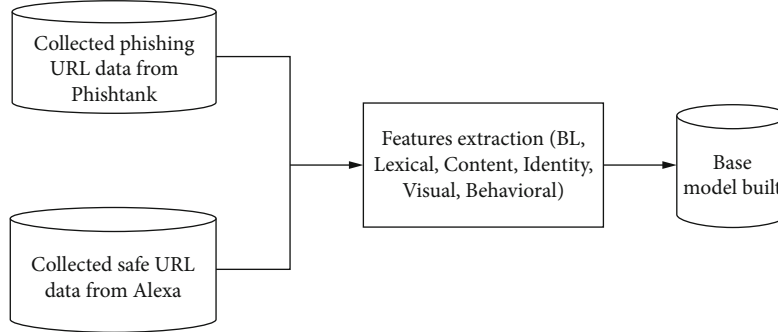 Collected phishing
URL data from
Phishtank
Collected safe URL
data from Alexa
Features extraction (BL,
Lexical, Content, Identity,
Visual, Behavioral)
Base
model built